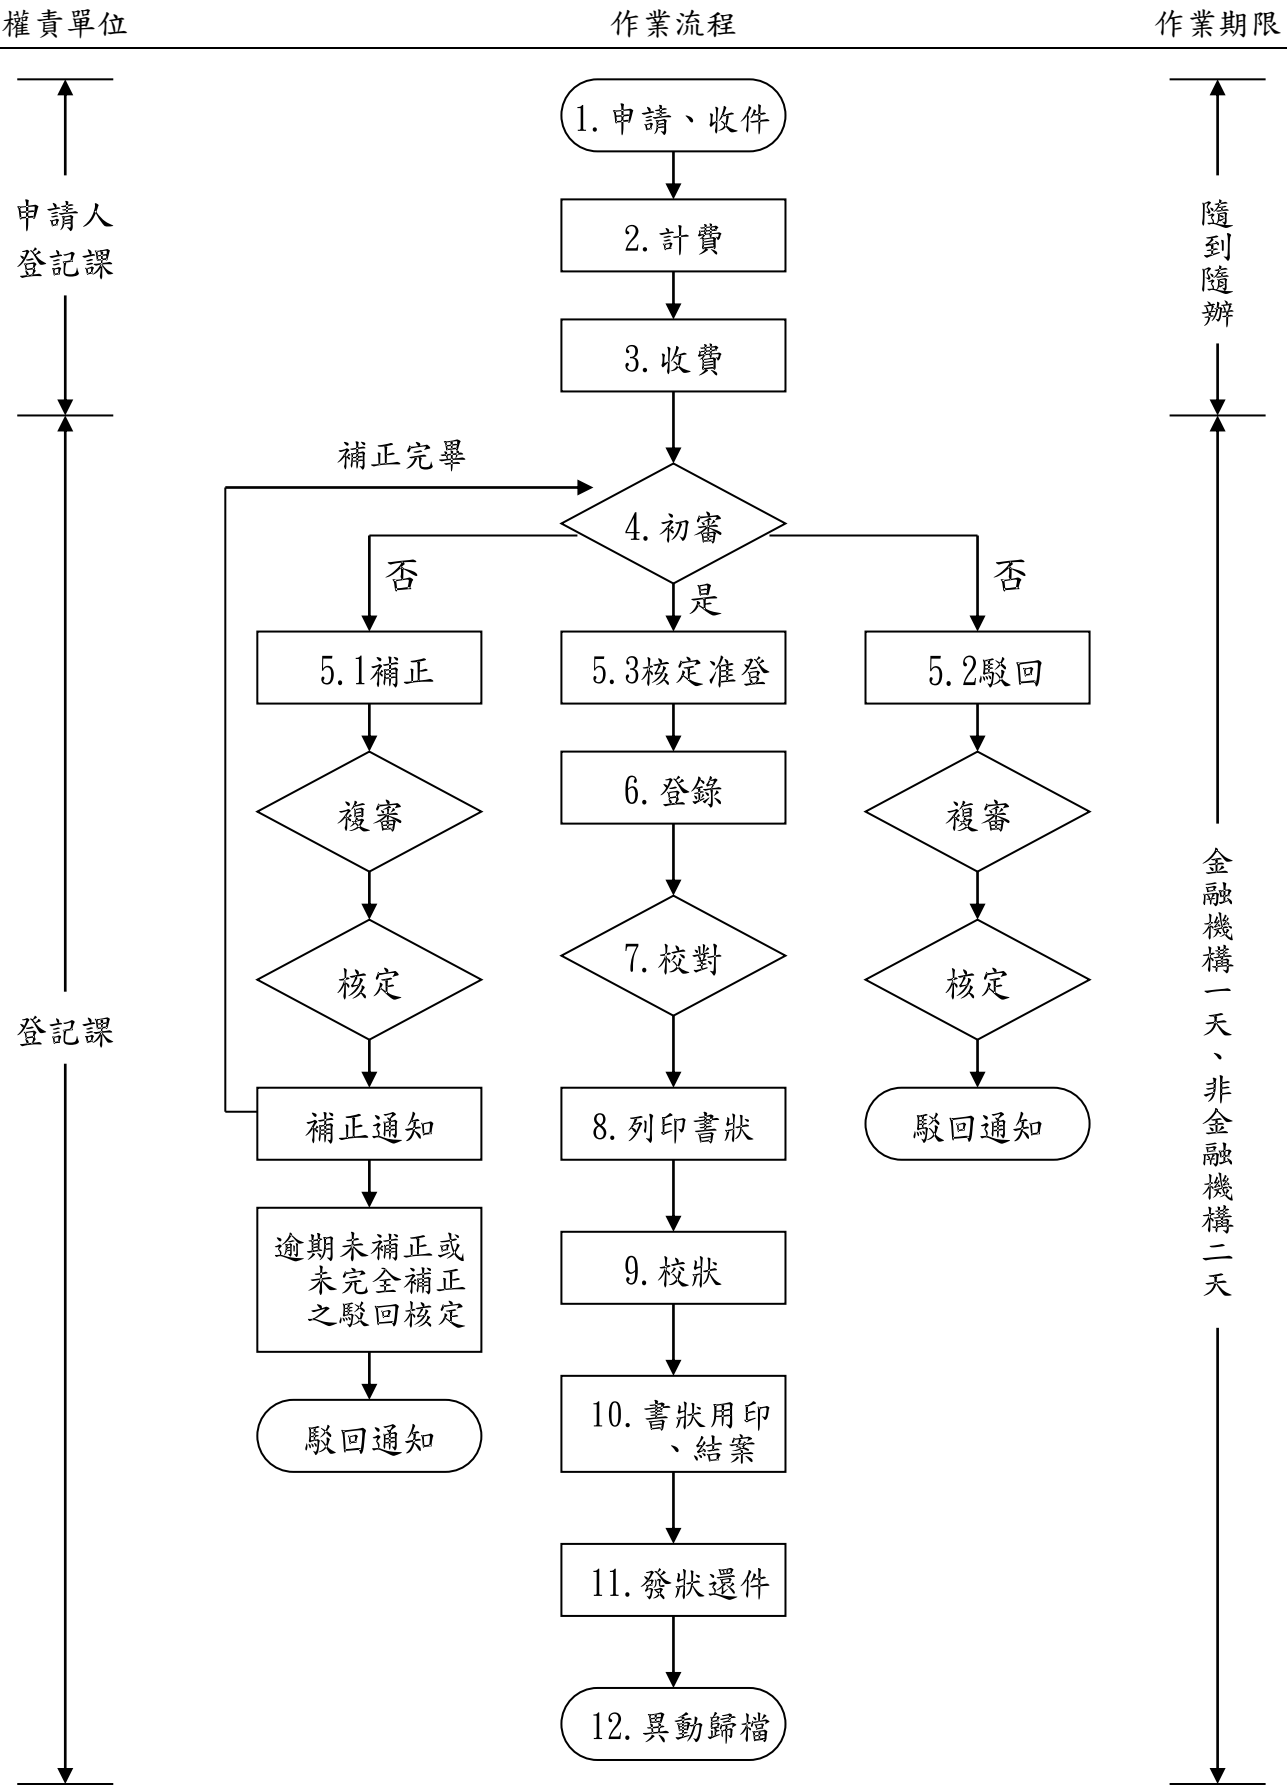 權責單位
作業流程
作業期限
1.申請、收件
2.計費
3.收費
申請人
登記課
隨到隨辦
補正完畢
4.初審
否
是
否
5.1補正
5.3核定准登
5.2駁回
6.登錄
複審
複審
7.校對
核定
核定
登記課
金融機構一天、非金融機構二天
補正通知
8.列印書狀
駁回通知
逾期未補正或
未完全補正
之駁回核定
9.校狀
駁回通知
10.書狀用印
、結案
11.發狀還件
12.異動歸檔